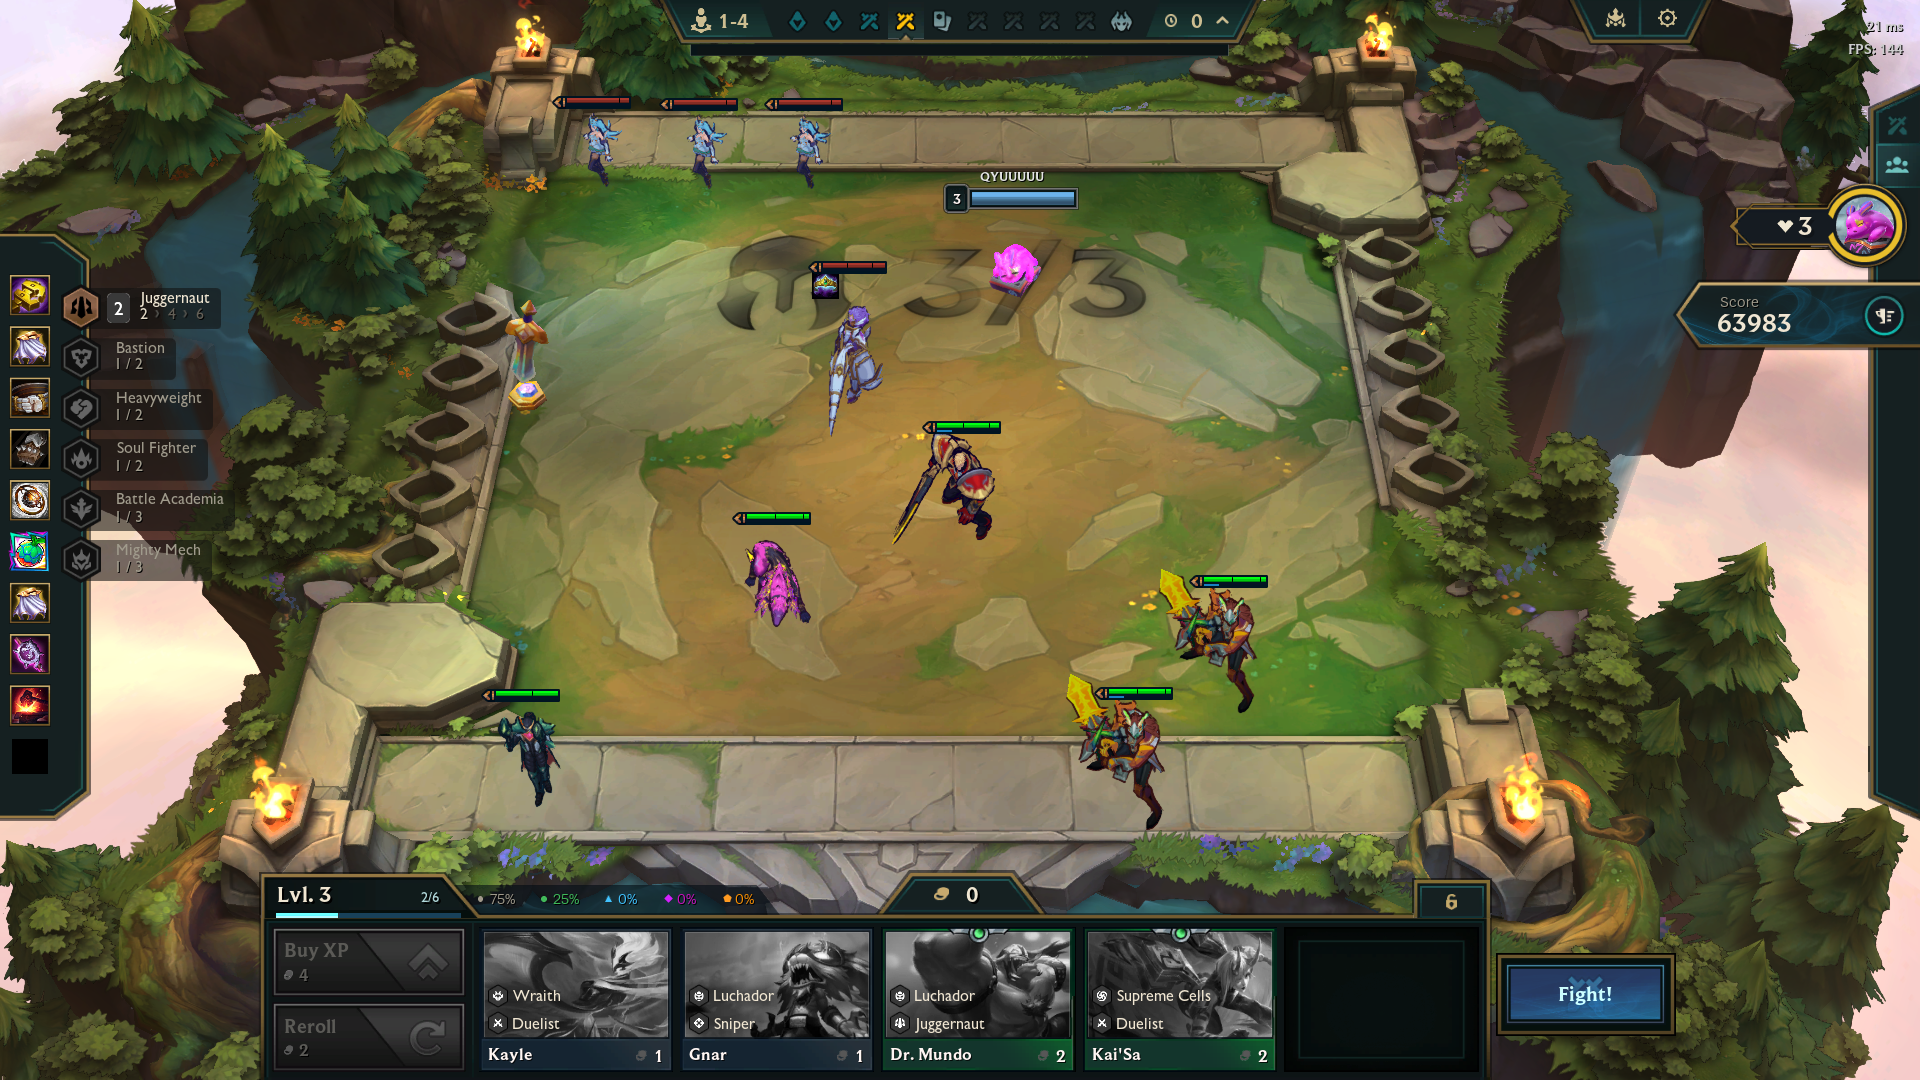 1-4
0
21 ms
FPS: 144
QYUUUUU
3
3/3
3
Score
63983
2
Juggernaut
2 › 4 › 6
Bastion
1 / 2
Heavyweight
1 / 2
Soul Fighter
1 / 2
Battle Academia
1 / 3
Mighty Mech
1 / 3
Lvl. 3
2/6
75%
25%
0%
0%
0%
0
6
Buy XP
4
Reroll
2
Wraith
Duelist
Kayle
1
Luchador
Sniper
Gnar
1
Luchador
Juggernaut
Dr. Mundo
2
Supreme Cells
Duelist
Kai'Sa
2
Fight!